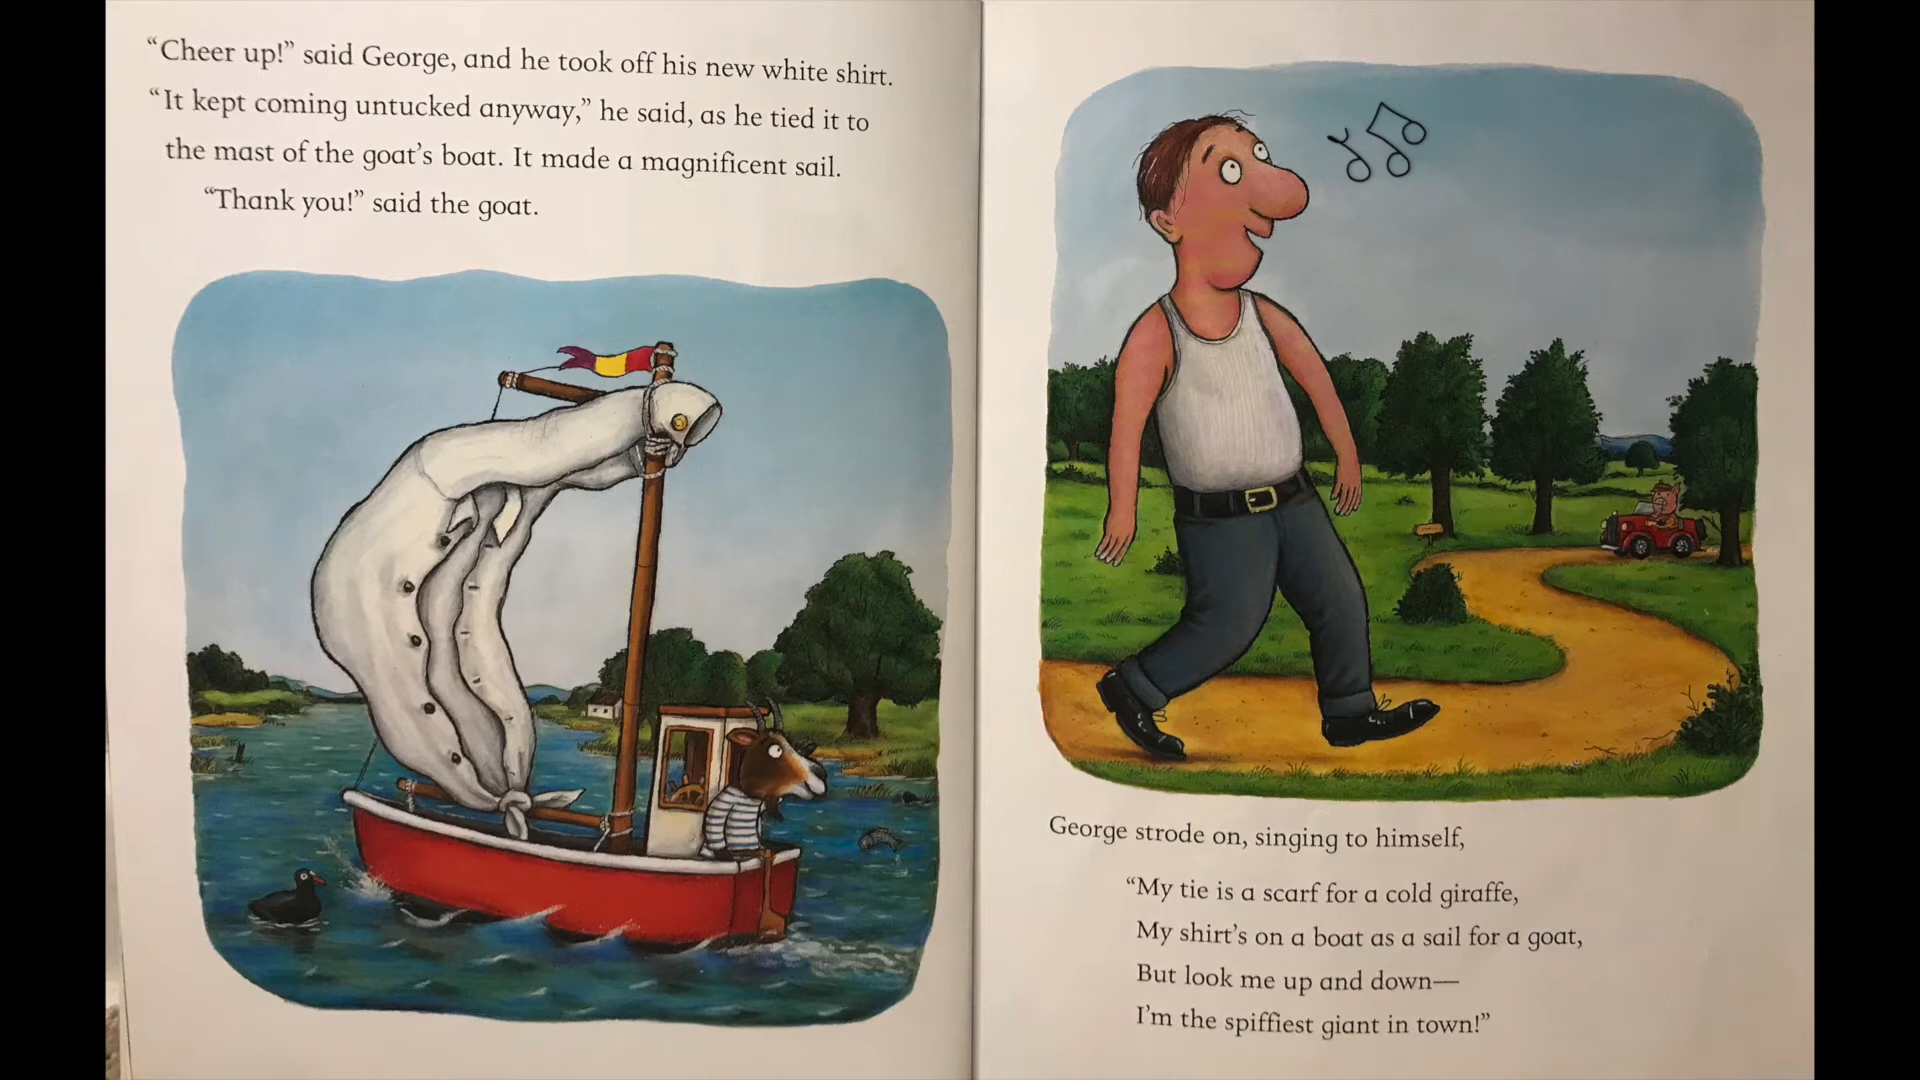 “Cheer up!” said George, and he took off his new white shirt.
“It kept coming untucked anyway,” he said, as he tied it to
the mast of the goat’s boat. It made a magnificent sail.
“Thank you!” said the goat.
George strode on, singing to himself,
“My tie is a scarf for a cold giraffe,
My shirt’s on a boat as a sail for a goat,
But look me up and down—
I’m the spiffiest giant in town!”